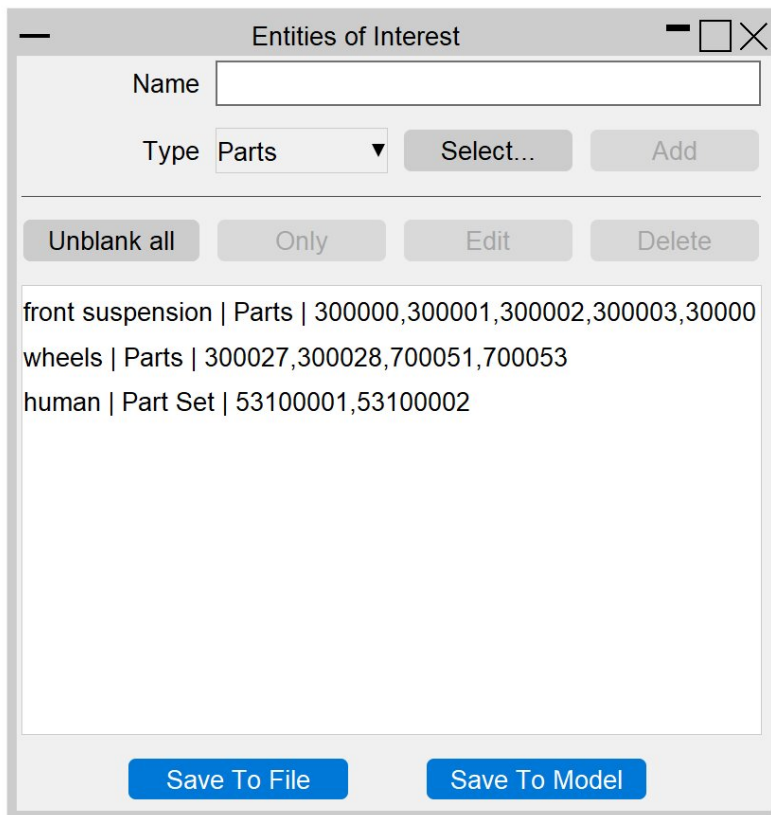 Entities of Interest
Name
Type Parts Select... Add
Unblank all Only Edit Delete
front suspension | Parts | 300000,300001,300002,300003,30000
wheels | Parts | 300027,300028,700051,700053
human | Part Set | 53100001,53100002
Save To File Save To Model